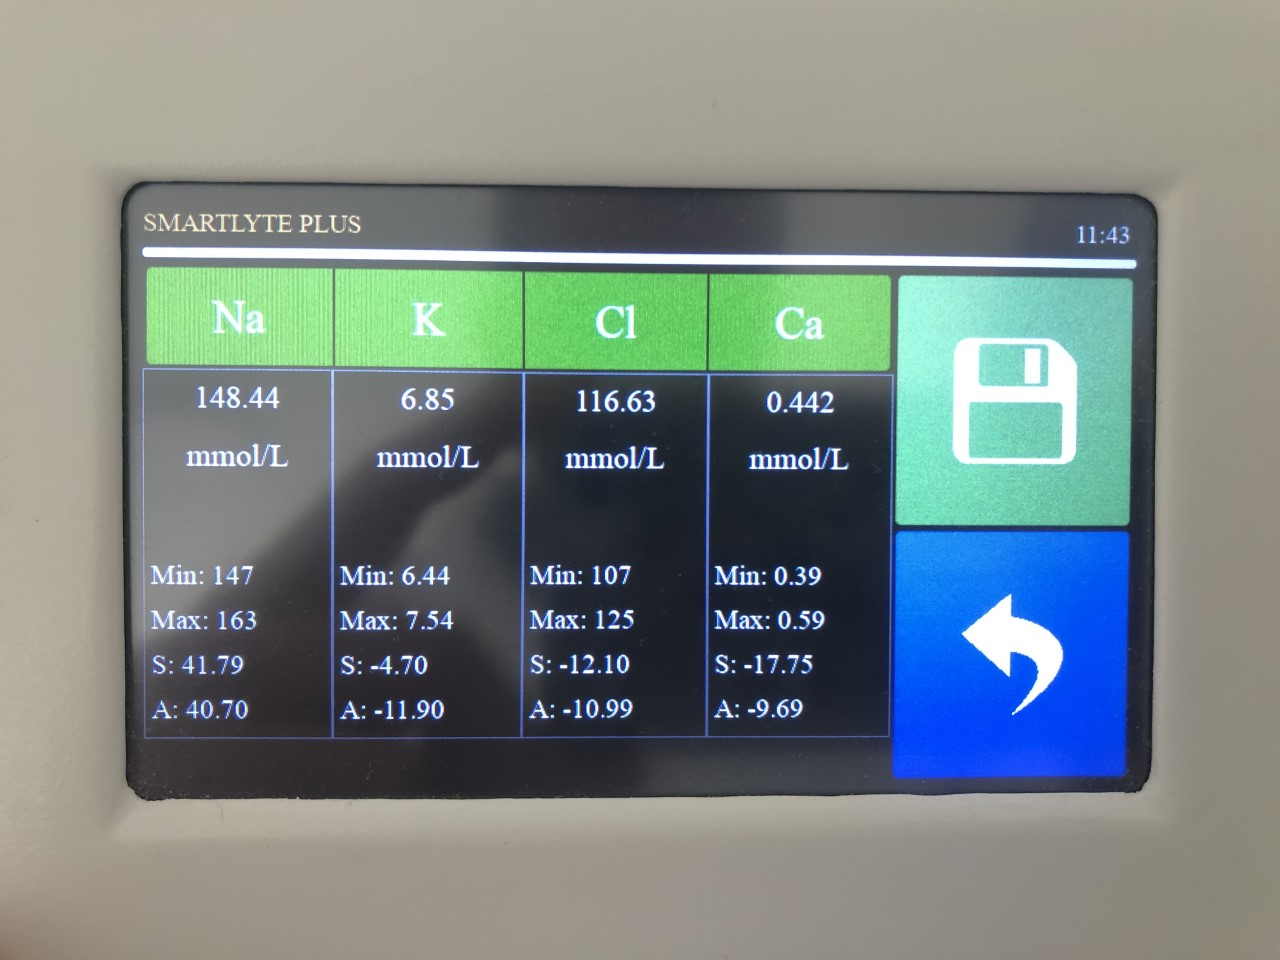 SMARTLYTE PLUS 11:43
Na K Cl Ca
148.44 6.85 116.63 0.442
mmol/L mmol/L mmol/L mmol/L
Min: 147 Min: 6.44 Min: 107 Min: 0.39
Max: 163 Max: 7.54 Max: 125 Max: 0.59
S: 41.79 S: -4.70 S: -12.10 S: -17.75
A: 40.70 A: -11.90 A: -10.99 A: -9.69